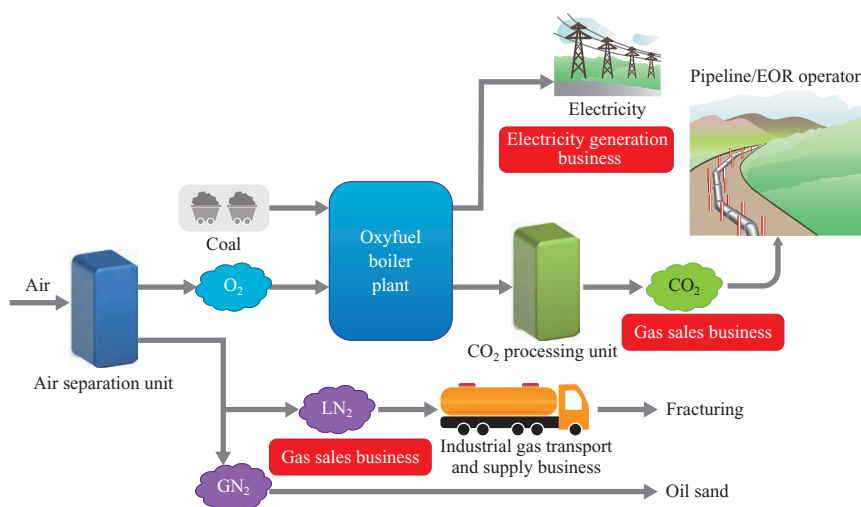 Pipeline/EOR operator
Electricity
Electricity generation
business
Coal
Oxyfuel
boiler
plant
Air
O₂
CO₂
Gas sales business
CO₂ processing unit
Air separation unit
LN₂
Fracturing
Gas sales business
Industrial gas transport
and supply business
GN₂
Oil sand